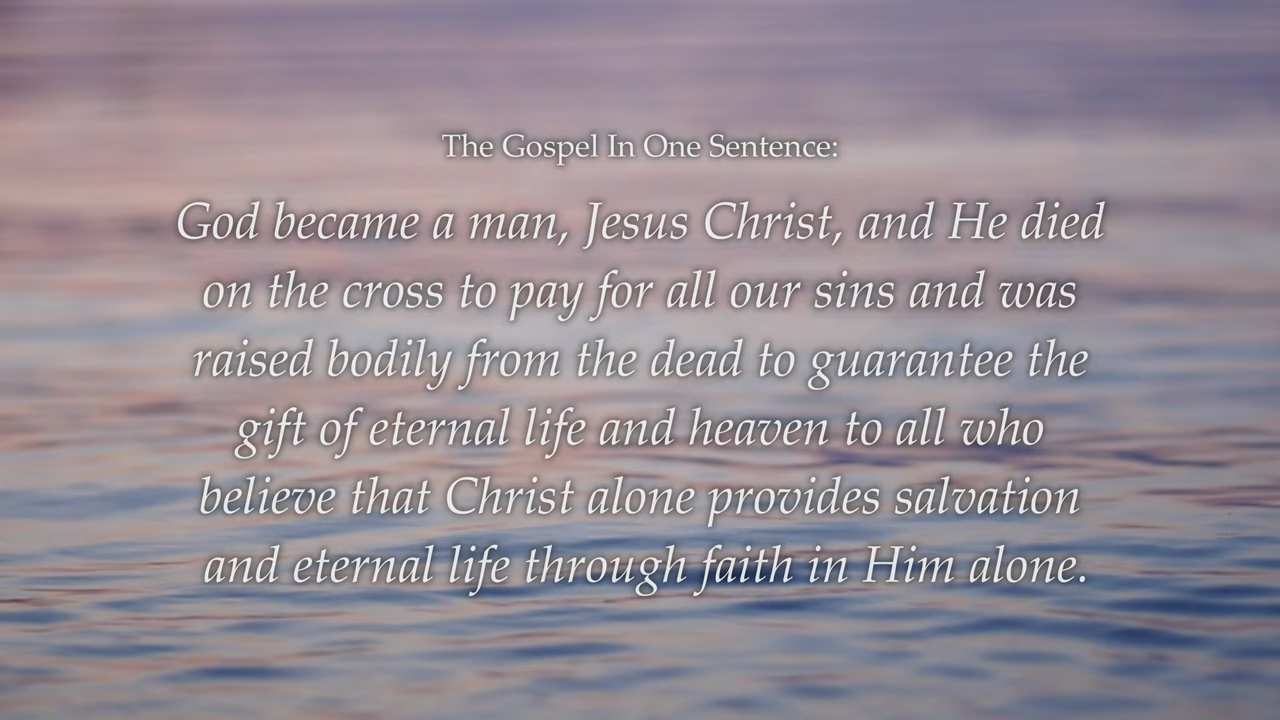 The Gospel In One Sentence:
God became a man, Jesus Christ, and He died
on the cross to pay for all our sins and was
raised bodily from the dead to guarantee the
gift of eternal life and heaven to all who
believe that Christ alone provides salvation
and eternal life through faith in Him alone.